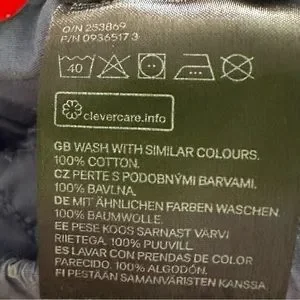 O/N 253869
P/N 0936517 3
40
clevercare.info
GB WASH WITH SIMILAR COLOURS.
100% COTTON.
CZ PERTE S PODOBNÝMI BARVAMI.
100% BAVLNA.
DE MIT ÄHNLICHEN FARBEN WASCHEN.
100% BAUMWOLLE.
EE PESE KOOS SARNAST VÄRVI
RIIETEGA. 100% PUUVILL.
ES LAVAR CON PRENDAS DE COLOR
PARECIDO. 100% ALGODÓN.
FI PESTÄÄN SAMANVÄRISTEN KANSSA.